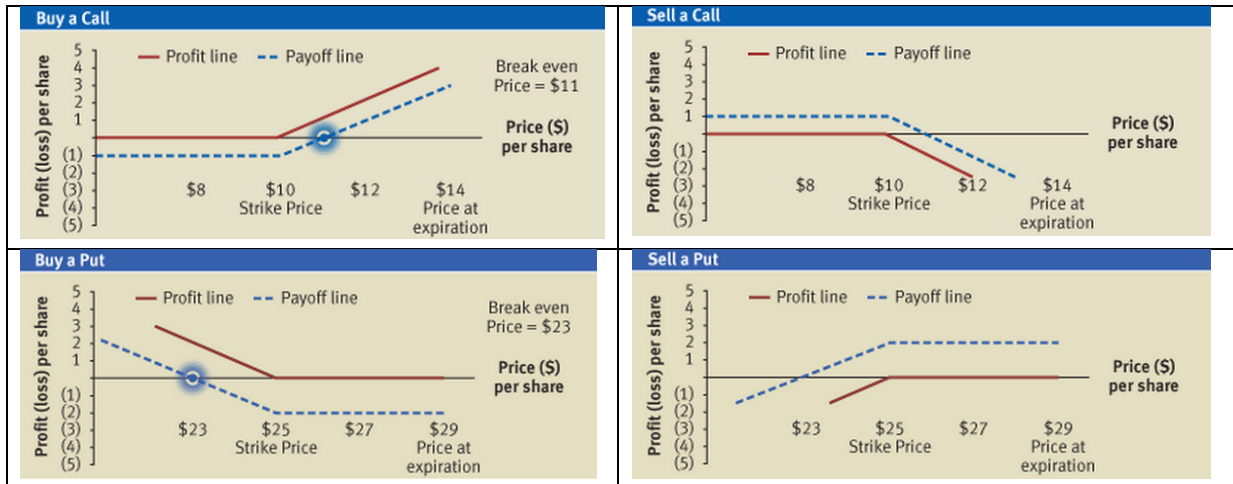 Buy a Call
Profit (loss) per share
5
4
3
2
1
(1)
(2)
(3)
(4)
(5)
Profit line
Payoff line
Break even
Price = $11
Price ($)
per share
$8
$10
$12
$14
Strike Price
Price at
expiration
Sell a Call
Profit (loss) per share
5
4
3
2
1
(1)
(2)
(3)
(4)
(5)
Profit line
Payoff line
Price ($)
per share
$8
$10
$12
$14
Strike Price
Price at
expiration
Buy a Put
Profit (loss) per share
5
4
3
2
1
(1)
(2)
(3)
(4)
(5)
Profit line
Payoff line
Break even
Price = $23
Price ($)
per share
$23
$25
$27
$29
Strike Price
Price at
expiration
Sell a Put
Profit (loss) per share
5
4
3
2
1
(1)
(2)
(3)
(4)
(5)
Profit line
Payoff line
Price ($)
per share
$23
$25
$27
$29
Strike Price
Price at
expiration